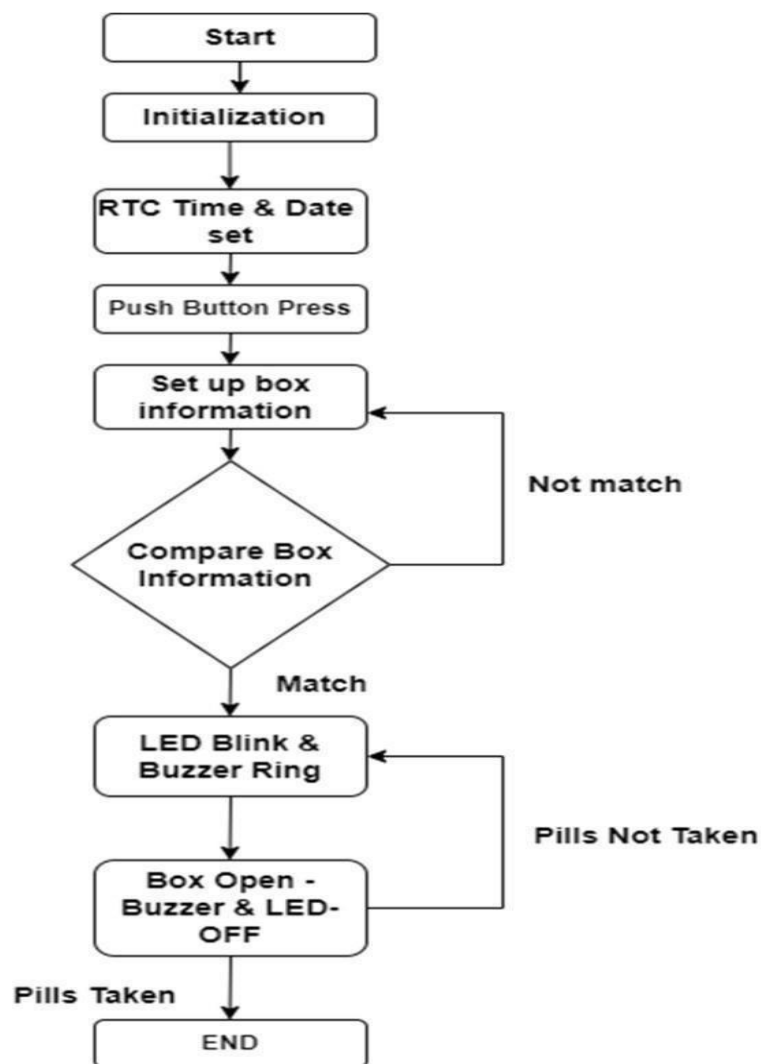 Start
Initialization
RTC Time & Date
set
Push Button Press
Set up box
information
Not match
Compare Box
Information
Match
LED Blink &
Buzzer Ring
Pills Not Taken
Box Open -
Buzzer & LED-
OFF
Pills Taken
END